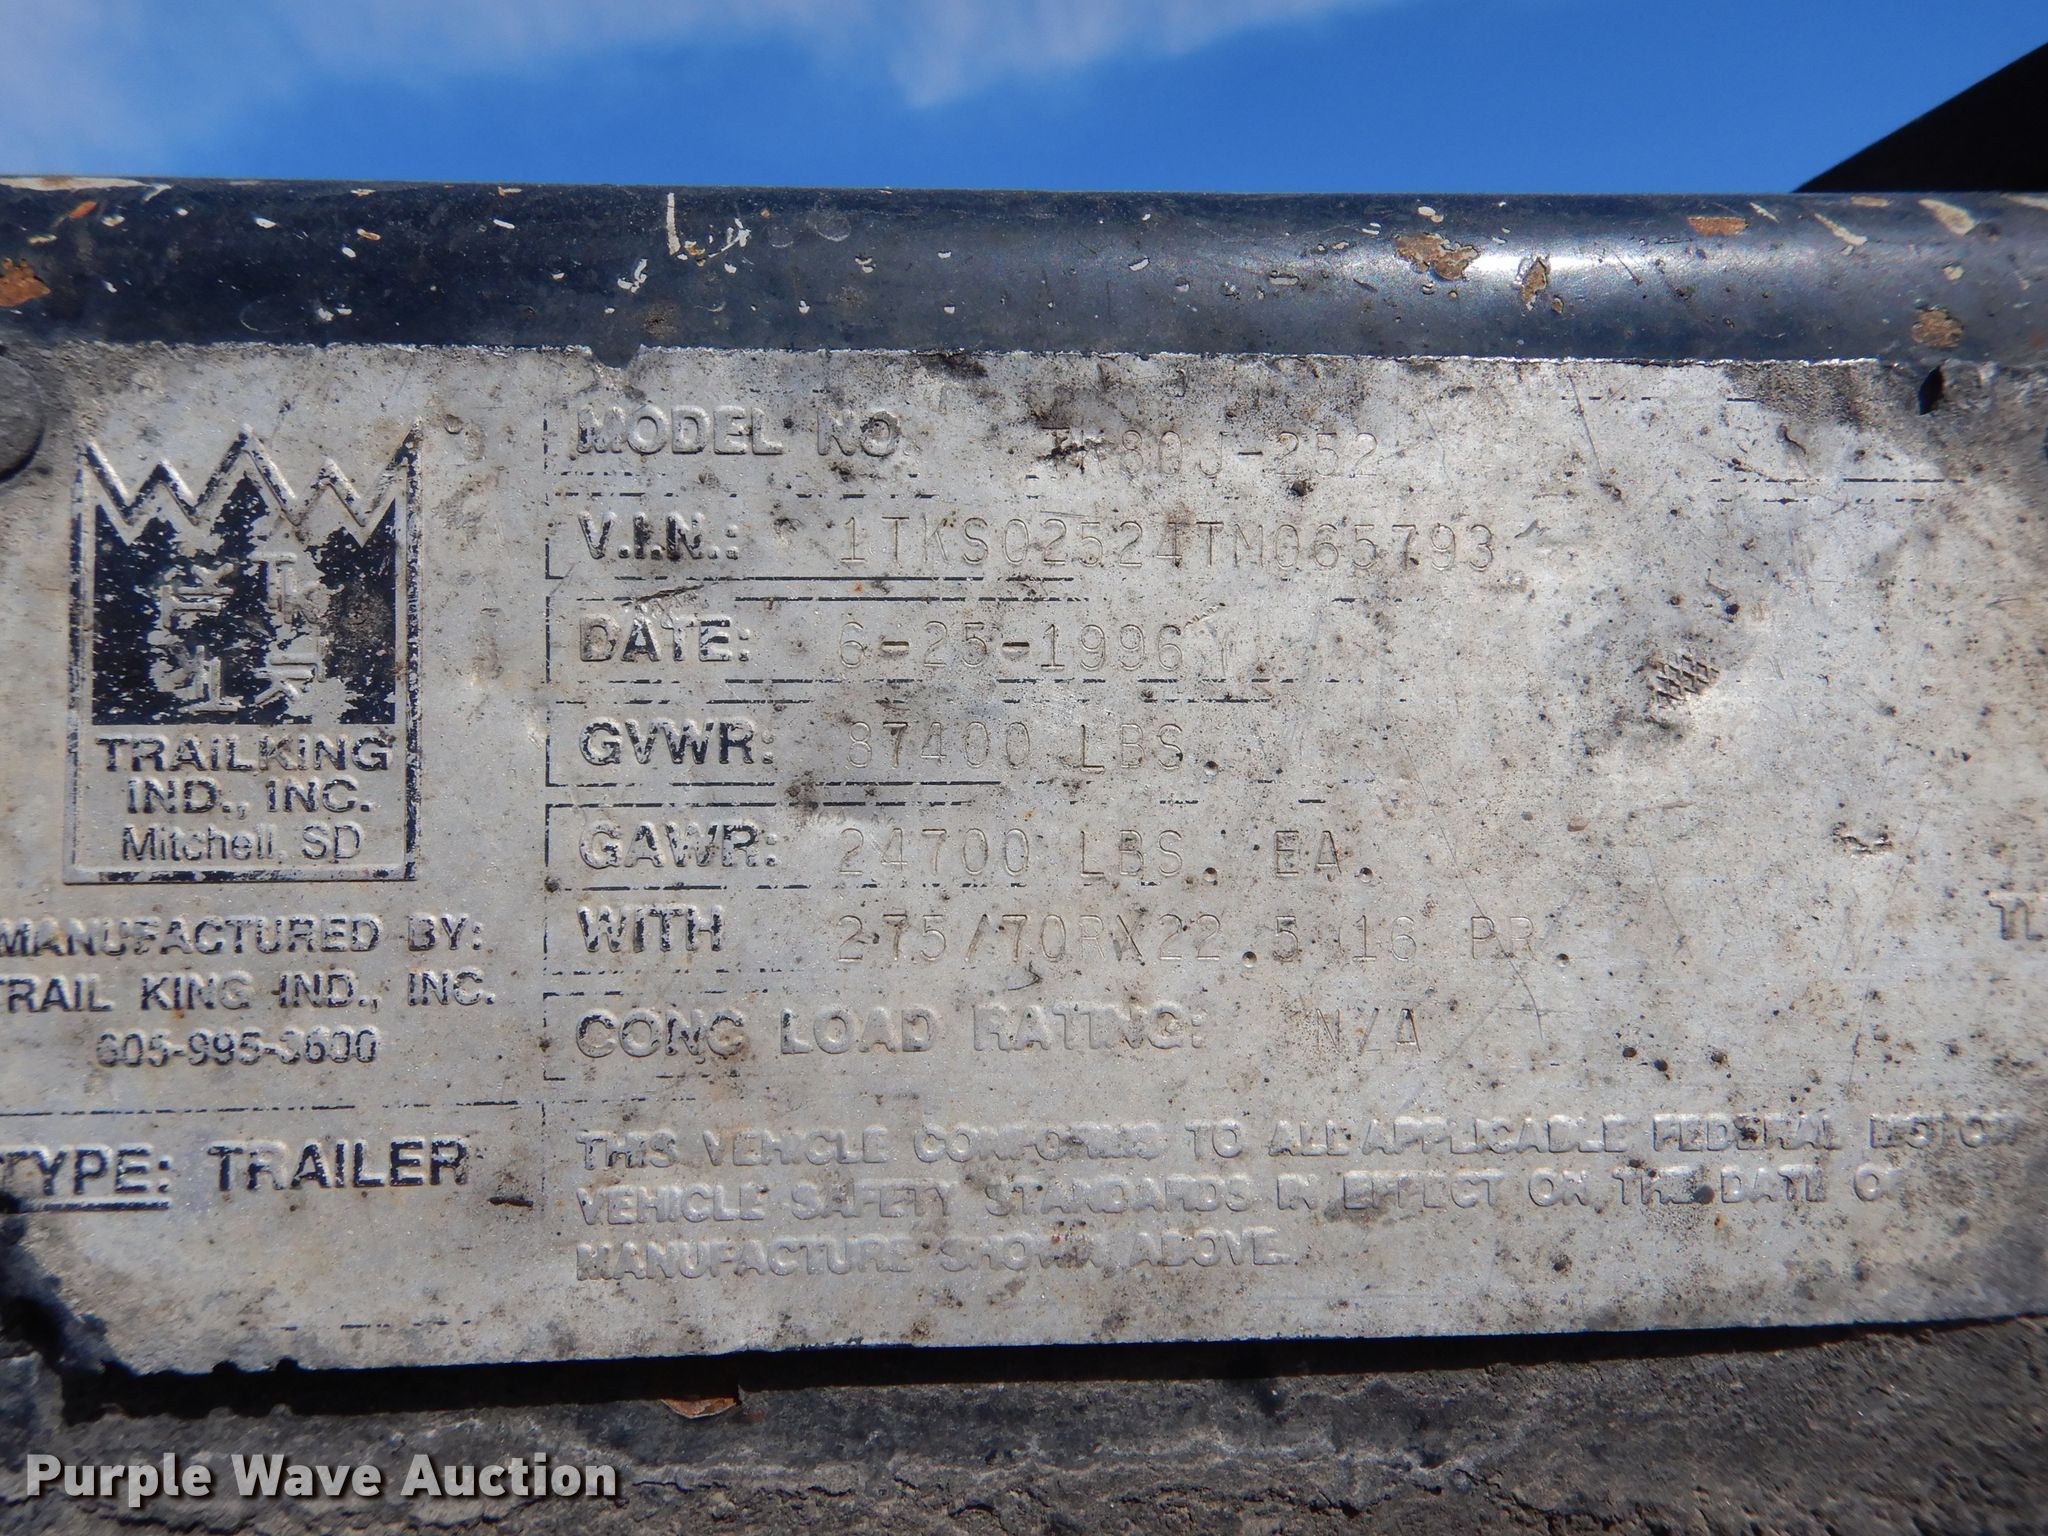 TRAILKING
IND., INC.
Mitchell, SD
MANUFACTURED BY:
TRAIL KING IND., INC.
605-995-3600
TYPE: TRAILER
MODEL NO. TK80J-252
V.I.N.: 1TKS02524TM065793
DATE: 6-25-1996
GVWR: 87400 LBS.
GAWR: 24700 LBS. EA.
WITH 275/70RX22.5 16 PR.
CONC LOAD RATING: N/A
THIS VEHICLE CONFORMS TO ALL APPLICABLE FEDERAL MOTOR
VEHICLE SAFETY STANDARDS IN EFFECT ON THE DATE OF
MANUFACTURE SHOWN ABOVE.
Purple Wave Auction